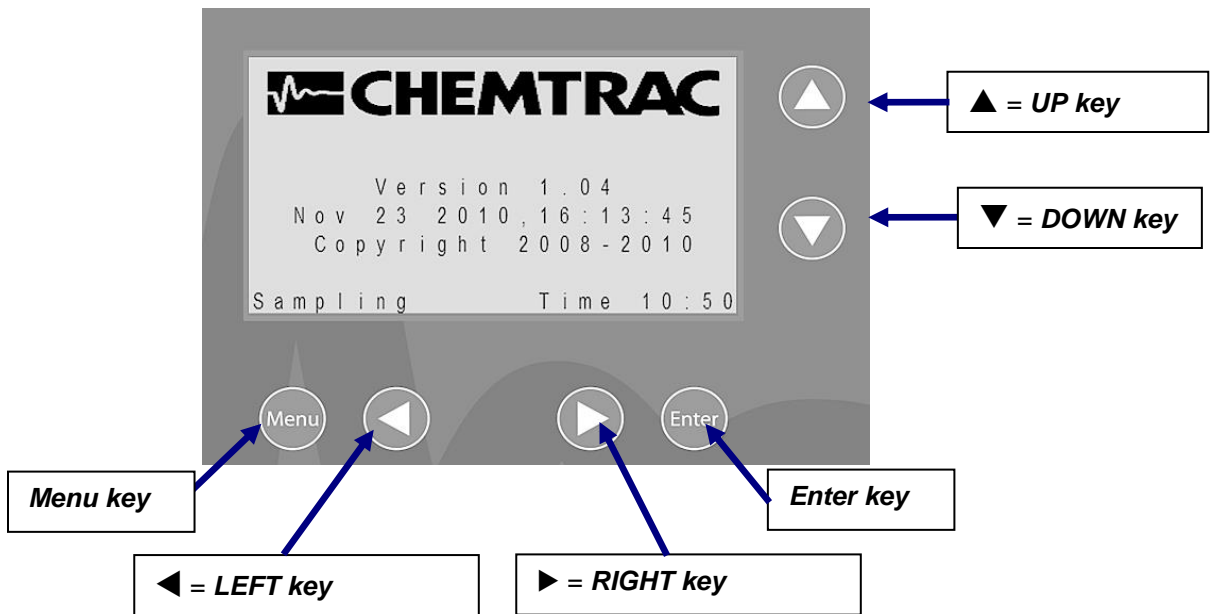 CHEMTRAC
Version 1.04
Nov 23 2010,16:13:45
Copyright 2008-2010
Sampling Time 10:50
▲ = UP key
▼ = DOWN key
Menu
Enter
Menu key
Enter key
◀ = LEFT key
▶ = RIGHT key